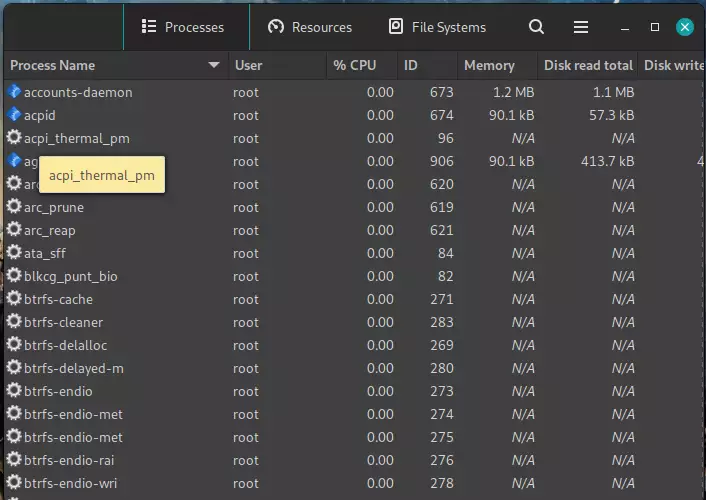 Processes Resources File Systems
Process Name User % CPU ID Memory Disk read total Disk write
accounts-daemon root 0.00 673 1.2 MB 1.1 MB
acpid root 0.00 674 90.1 kB 57.3 kB
acpi_thermal_pm root 0.00 96 N/A N/A
ag root 0.00 906 90.1 kB 413.7 kB 4
acpi_thermal_pm
root 0.00 620 N/A N/A
arc_prune root 0.00 619 N/A N/A
arc_reap root 0.00 621 N/A N/A
ata_sff root 0.00 84 N/A N/A
blkcg_punt_bio root 0.00 82 N/A N/A
btrfs-cache root 0.00 271 N/A N/A
btrfs-cleaner root 0.00 283 N/A N/A
btrfs-delalloc root 0.00 269 N/A N/A
btrfs-delayed-m root 0.00 280 N/A N/A
btrfs-endio root 0.00 273 N/A N/A
btrfs-endio-met root 0.00 274 N/A N/A
btrfs-endio-met root 0.00 275 N/A N/A
btrfs-endio-rai root 0.00 276 N/A N/A
btrfs-endio-wri root 0.00 278 N/A N/A